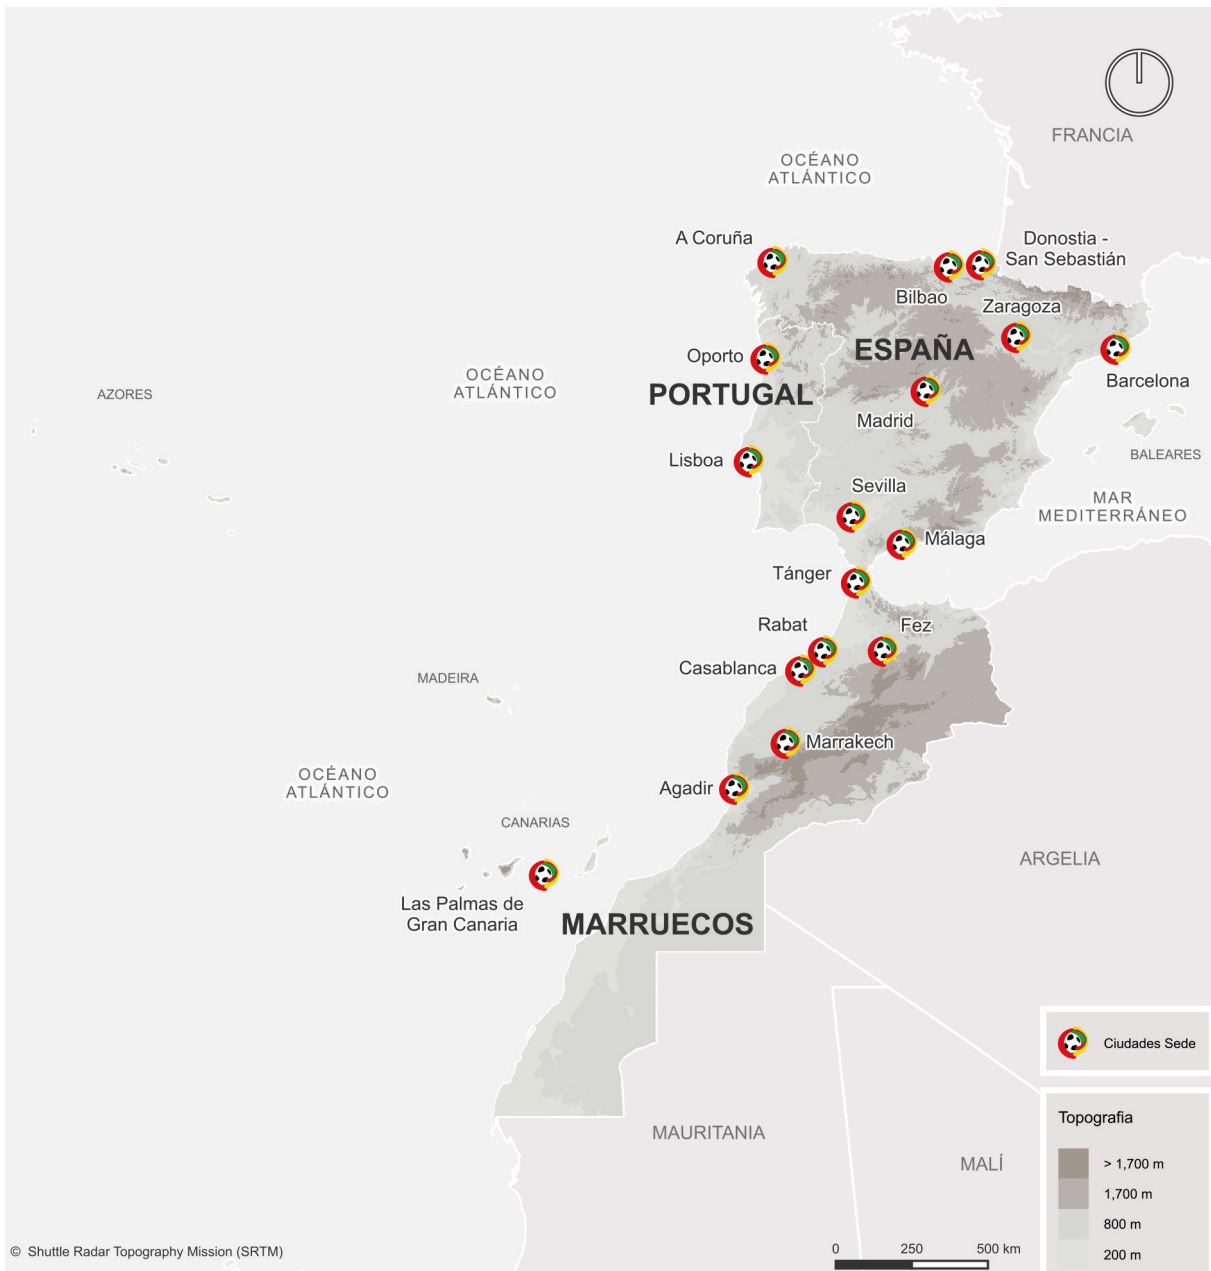 FRANCIA
OCÉANO
ATLÁNTICO
A Coruña
Donostia -
San Sebastián
Bilbao
Zaragoza
Oporto
ESPAÑA
OCÉANO
ATLÁNTICO
Barcelona
AZORES
PORTUGAL
Madrid
Lisboa
BALEARES
Sevilla
MAR
MEDITERRÁNEO
Málaga
Tánger
Rabat
Fez
Casablanca
MADEIRA
Marrakech
OCÉANO
ATLÁNTICO
Agadir
CANARIAS
ARGELIA
Las Palmas de
Gran Canaria
MARRUECOS
Ciudades Sede
MAURITANIA
MALÍ
Topografia
> 1,700 m
1,700 m
800 m
200 m
© Shuttle Radar Topography Mission (SRTM)
0 250 500 km